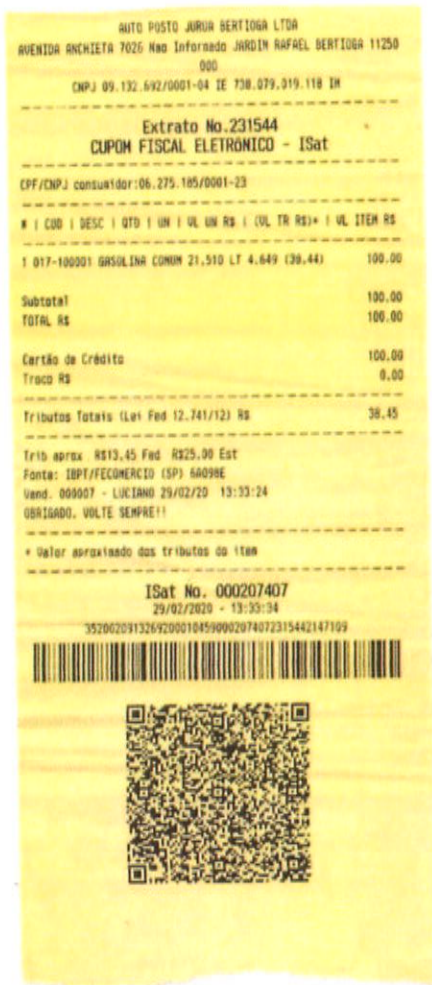 AUTO POSTO JURUA BERTIOGA LTDA
AVENIDA ANCHIETA 7026 Nao Informado JARDIM RAFAEL BERTIOGA 11250
000
CNPJ 09.132.692/0001-04 IE 738.079.019.118 IM
Extrato No.231544
CUPOM FISCAL ELETRÔNICO - ISat
CPF/CNPJ consumidor:06.275.185/0001-23
# | COD | DESC | QTD | UN | VL UN R$ | (VL TR R$)* | VL ITEM R$
1 017-100001 GASOLINA COMUM 21,510 LT 4.649 (38,44) 100.00
Subtotal 100.00
TOTAL R$ 100.00
Cartão de Crédito 100.00
Troco R$ 0.00
Tributos Totais (Lei Fed 12.741/12) R$ 38.45
Trib aprox R$13,45 Fed R$25,00 Est
Fonte: IBPT/FECOMERCIO (SP) 6A098E
Vend. 000007 - LUCIANO 29/02/20 13:33:24
OBRIGADO, VOLTE SEMPRE!!
* Valor aproximado dos tributos do item
ISat No. 000207407
29/02/2020 - 13:33:34
35200209132692000104590002074072315442147109